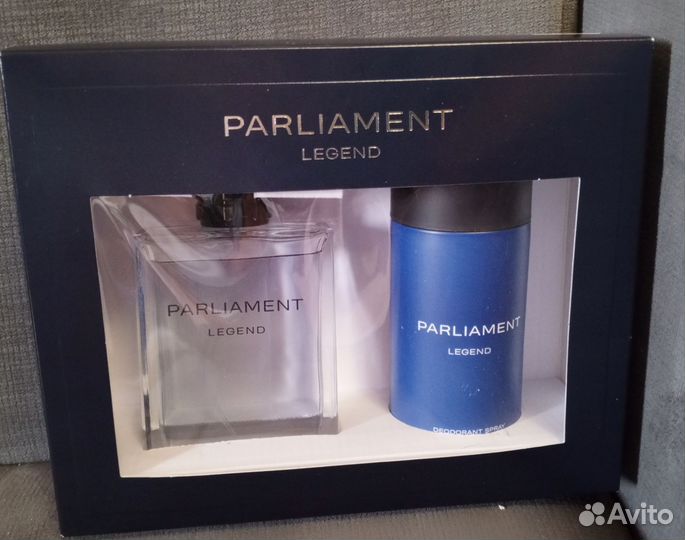 PARLIAMENT
LEGEND
PARLIAMENT
LEGEND
PARLIAMENT
LEGEND
DEODORANT SPRAY
Avito